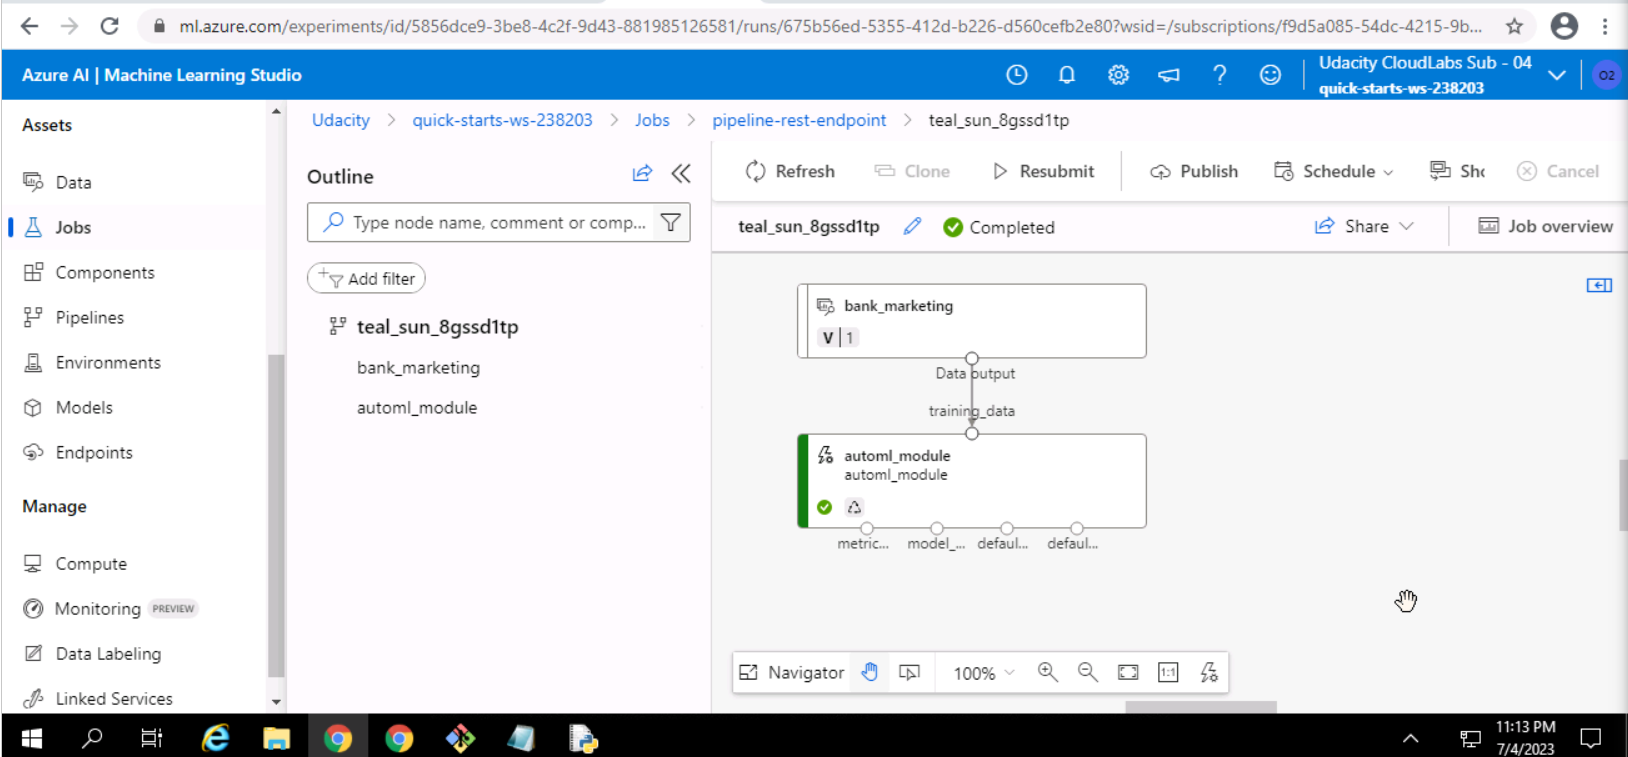 ml.azure.com/experiments/id/5856dce9-3be8-4c2f-9d43-881985126581/runs/675b56ed-5355-412d-b226-d560cefb2e80?wsid=/subscriptions/f9d5a085-54dc-4215-9b...
Azure AI | Machine Learning Studio
Udacity CloudLabs Sub - 04
quick-starts-ws-238203
O2
Assets
Data
Jobs
Components
Pipelines
Environments
Models
Endpoints
Manage
Compute
Monitoring PREVIEW
Data Labeling
Linked Services
Udacity > quick-starts-ws-238203 > Jobs > pipeline-rest-endpoint > teal_sun_8gssd1tp
Outline
Type node name, comment or comp...
Add filter
teal_sun_8gssd1tp
bank_marketing
automl_module
Refresh Clone Resubmit Publish Schedule Sho Cancel
teal_sun_8gssd1tp Completed Share Job overview
bank_marketing
V | 1
Data output
training_data
automl_module
automl_module
metric... model_... defaul... defaul...
Navigator 100% 1:1
11:13 PM
7/4/2023